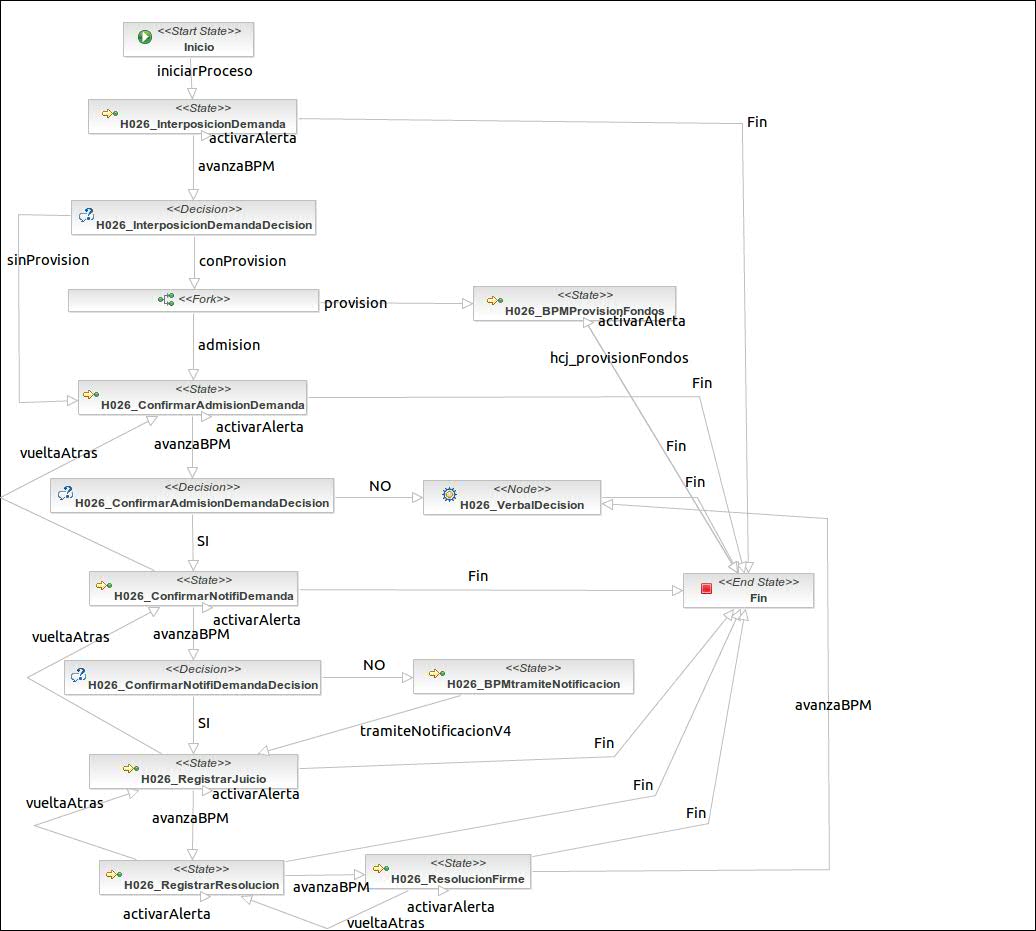 <<Start State>>
Inicio
iniciarProceso
<<State>>
H026_InterposicionDemanda
Fin
activarAlerta
avanzaBPM
<<Decision>>
H026_InterposicionDemandaDecision
sinProvision
conProvision
<<Fork>>
provision
<<State>>
H026_BPMProvisionFondos
activarAlerta
admision
hcj_provisionFondos
<<State>>
H026_ConfirmarAdmisionDemanda
Fin
activarAlerta
avanzaBPM
vueltaAtras
Fin
<<Decision>>
H026_ConfirmarAdmisionDemandaDecision
NO
<<Node>>
H026_VerbalDecision
Fin
SI
<<State>>
H026_ConfirmarNotifiDemanda
Fin
<<End State>>
Fin
activarAlerta
avanzaBPM
vueltaAtras
<<Decision>>
H026_ConfirmarNotifiDemandaDecision
NO
<<State>>
H026_BPMtramiteNotificacion
avanzaBPM
SI
tramiteNotificacionV4
Fin
<<State>>
H026_RegistrarJuicio
activarAlerta
Fin
vueltaAtras
avanzaBPM
Fin
<<State>>
H026_RegistrarResolucion
avanzaBPM
<<State>>
H026_ResolucionFirme
activarAlerta
activarAlerta
vueltaAtras